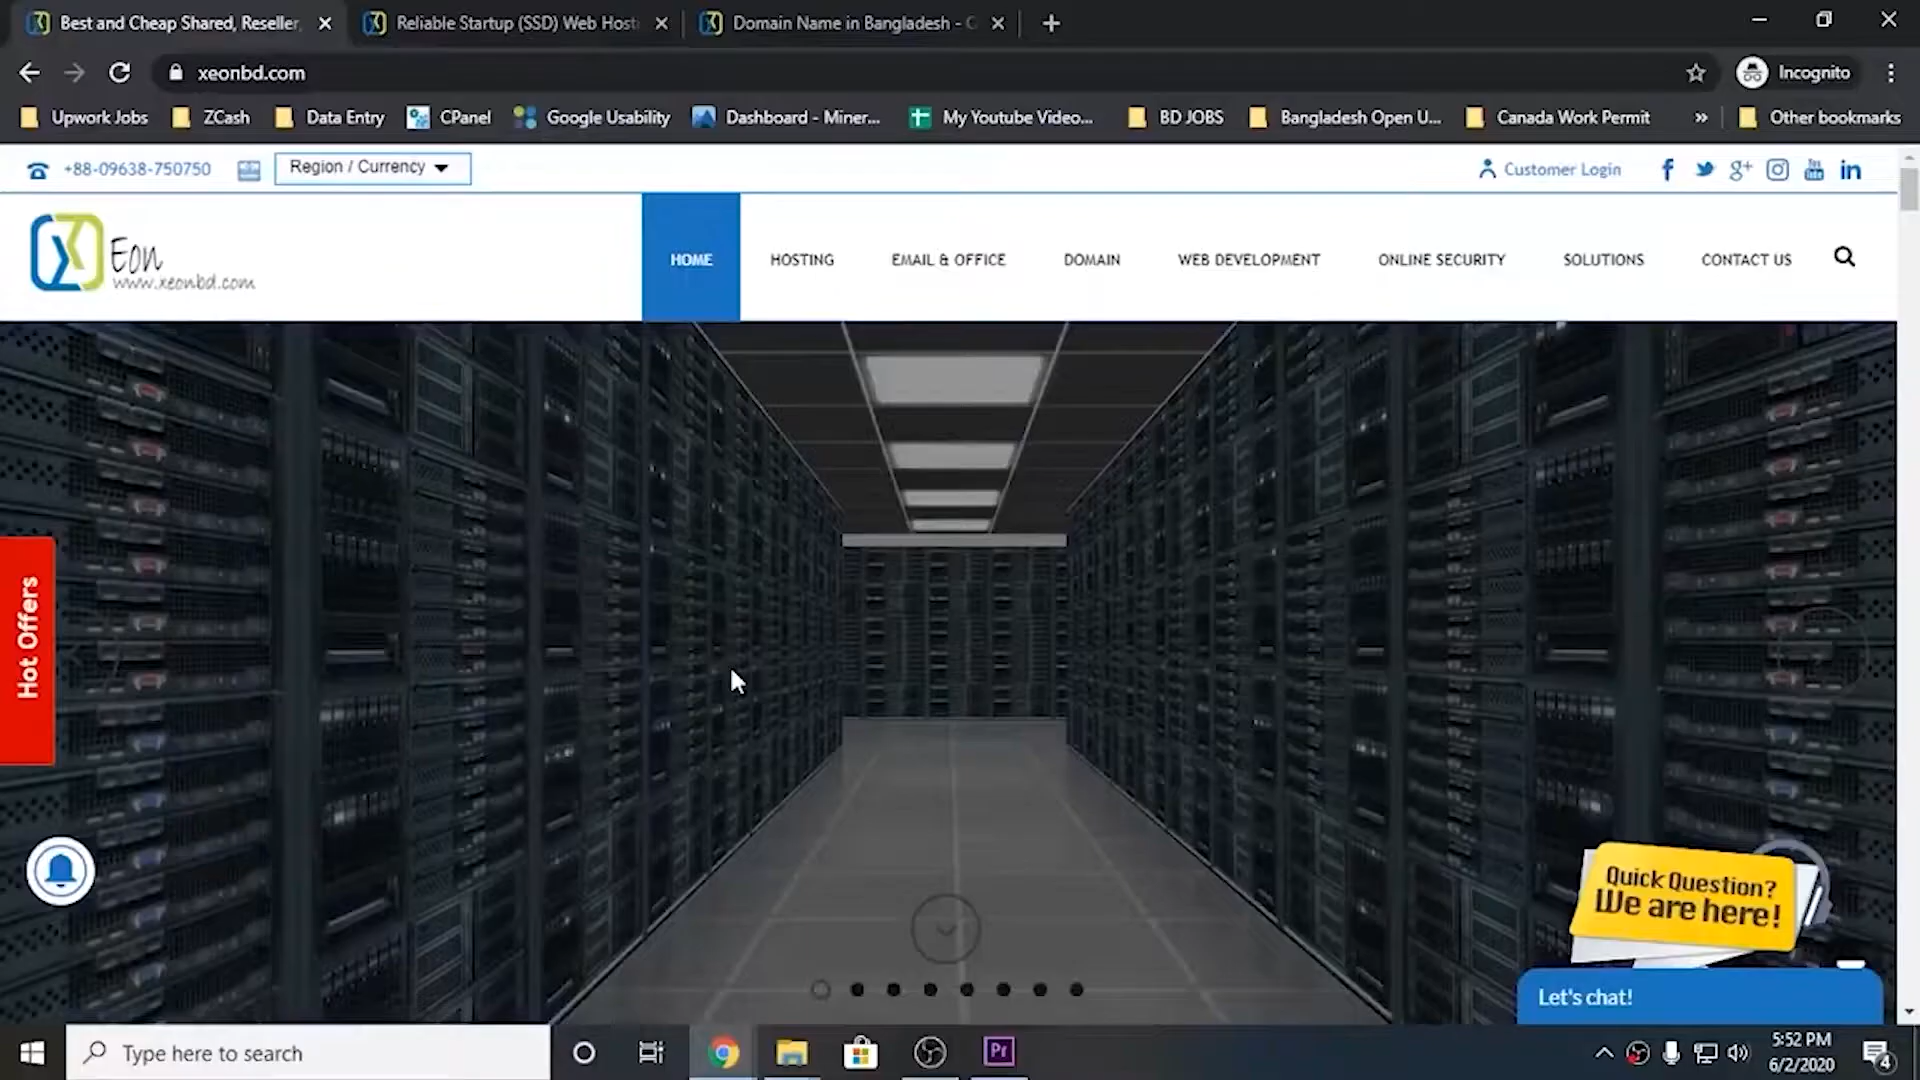 Best and Cheap Shared, Reseller,
Reliable Startup (SSD) Web Host
Domain Name in Bangladesh -
xeonbd.com
Incognito
Upwork Jobs
ZCash
Data Entry
CPanel
Google Usability
Dashboard - Miner...
My Youtube Video...
BD JOBS
Bangladesh Open U...
Canada Work Permit
»
Other bookmarks
+88-09638-750750
Region / Currency
Customer Login
Eon
www.xeonbd.com
HOME
HOSTING
EMAIL & OFFICE
DOMAIN
WEB DEVELOPMENT
ONLINE SECURITY
SOLUTIONS
CONTACT US
Hot Offers
Quick Question?
We are here!
Let's chat!
Type here to search
Pr
5:52 PM
6/2/2020
4